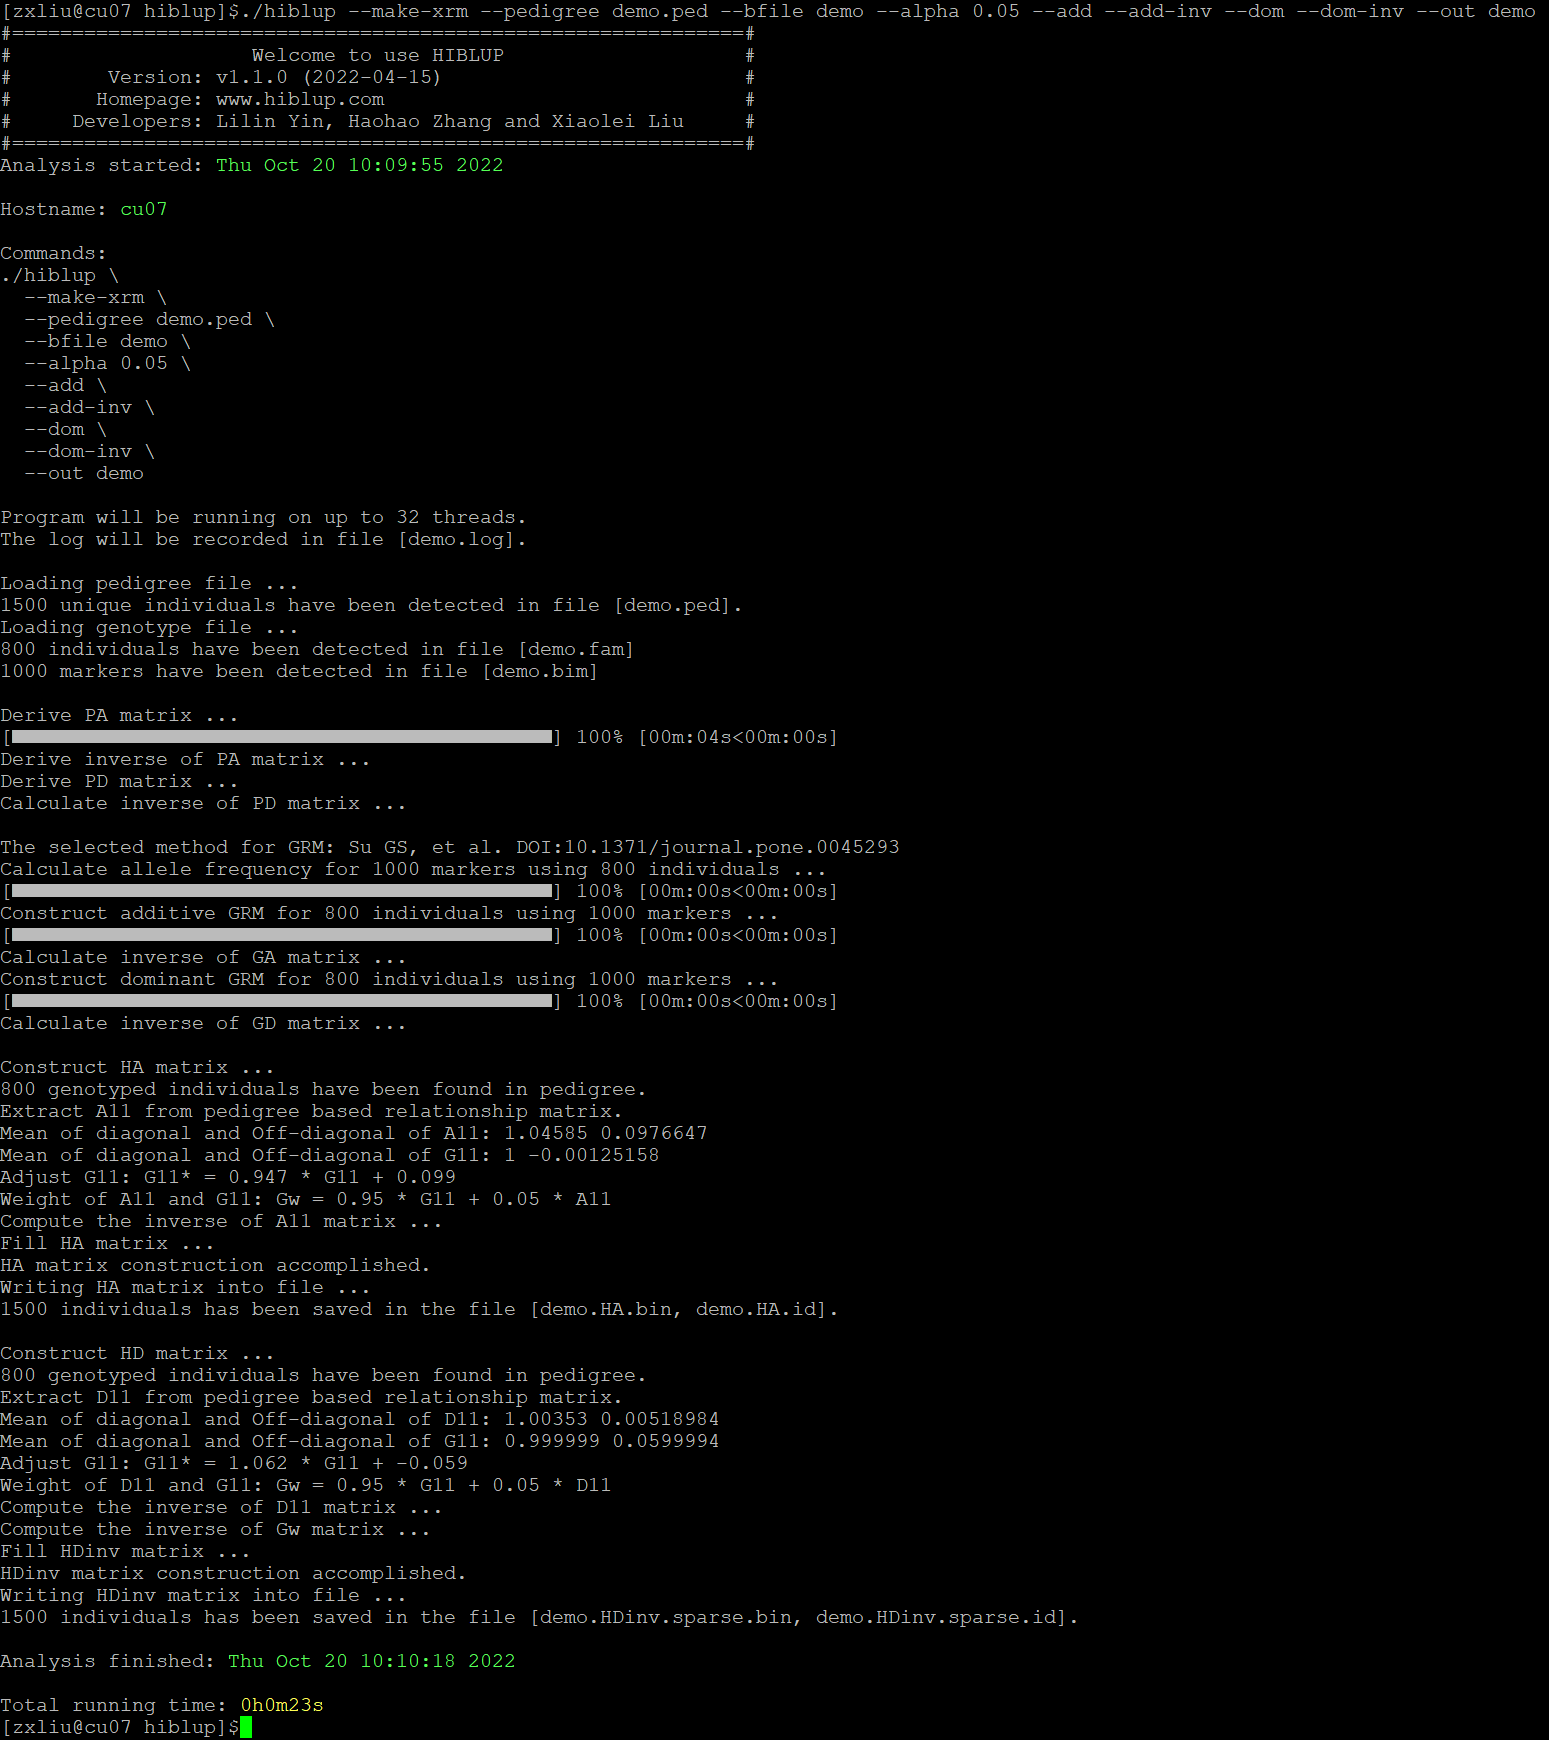 [zxliu@cu07 hiblup]$./hiblup --make-xrm --pedigree demo.ped --bfile demo --alpha 0.05 --add --add-inv --dom --dom-inv --out demo
#=============================================================#
#                    Welcome to use HIBLUP                    #
#        Version: v1.1.0 (2022-04-15)                         #
#       Homepage: www.hiblup.com                              #
#     Developers: Lilin Yin, Haohao Zhang and Xiaolei Liu     #
#=============================================================#
Analysis started: Thu Oct 20 10:09:55 2022
Hostname: cu07
Commands:
./hiblup \
  --make-xrm \
  --pedigree demo.ped \
  --bfile demo \
  --alpha 0.05 \
  --add \
  --add-inv \
  --dom \
  --dom-inv \
  --out demo
Program will be running on up to 32 threads.
The log will be recorded in file [demo.log].
Loading pedigree file ...
1500 unique individuals have been detected in file [demo.ped].
Loading genotype file ...
800 individuals have been detected in file [demo.fam]
1000 markers have been detected in file [demo.bim]
Derive PA matrix ...
[] 100% [00m:04s<00m:00s]
Derive inverse of PA matrix ...
Derive PD matrix ...
Calculate inverse of PD matrix ...
The selected method for GRM: Su GS, et al. DOI:10.1371/journal.pone.0045293
Calculate allele frequency for 1000 markers using 800 individuals ...
[] 100% [00m:00s<00m:00s]
Construct additive GRM for 800 individuals using 1000 markers ...
[] 100% [00m:00s<00m:00s]
Calculate inverse of GA matrix ...
Construct dominant GRM for 800 individuals using 1000 markers ...
[] 100% [00m:00s<00m:00s]
Calculate inverse of GD matrix ...
Construct HA matrix ...
800 genotyped individuals have been found in pedigree.
Extract A11 from pedigree based relationship matrix.
Mean of diagonal and Off-diagonal of A11: 1.04585 0.0976647
Mean of diagonal and Off-diagonal of G11: 1 -0.00125158
Adjust G11: G11* = 0.947 * G11 + 0.099
Weight of A11 and G11: Gw = 0.95 * G11 + 0.05 * A11
Compute the inverse of A11 matrix ...
Fill HA matrix ...
HA matrix construction accomplished.
Writing HA matrix into file ...
1500 individuals has been saved in the file [demo.HA.bin, demo.HA.id].
Construct HD matrix ...
800 genotyped individuals have been found in pedigree.
Extract D11 from pedigree based relationship matrix.
Mean of diagonal and Off-diagonal of D11: 1.00353 0.00518984
Mean of diagonal and Off-diagonal of G11: 0.999999 0.0599994
Adjust G11: G11* = 1.062 * G11 + -0.059
Weight of D11 and G11: Gw = 0.95 * G11 + 0.05 * D11
Compute the inverse of D11 matrix ...
Compute the inverse of Gw matrix ...
Fill HDinv matrix ...
HDinv matrix construction accomplished.
Writing HDinv matrix into file ...
1500 individuals has been saved in the file [demo.HDinv.sparse.bin, demo.HDinv.sparse.id].
Analysis finished: Thu Oct 20 10:10:18 2022
Total running time: 0h0m23s
[zxliu@cu07 hiblup]$